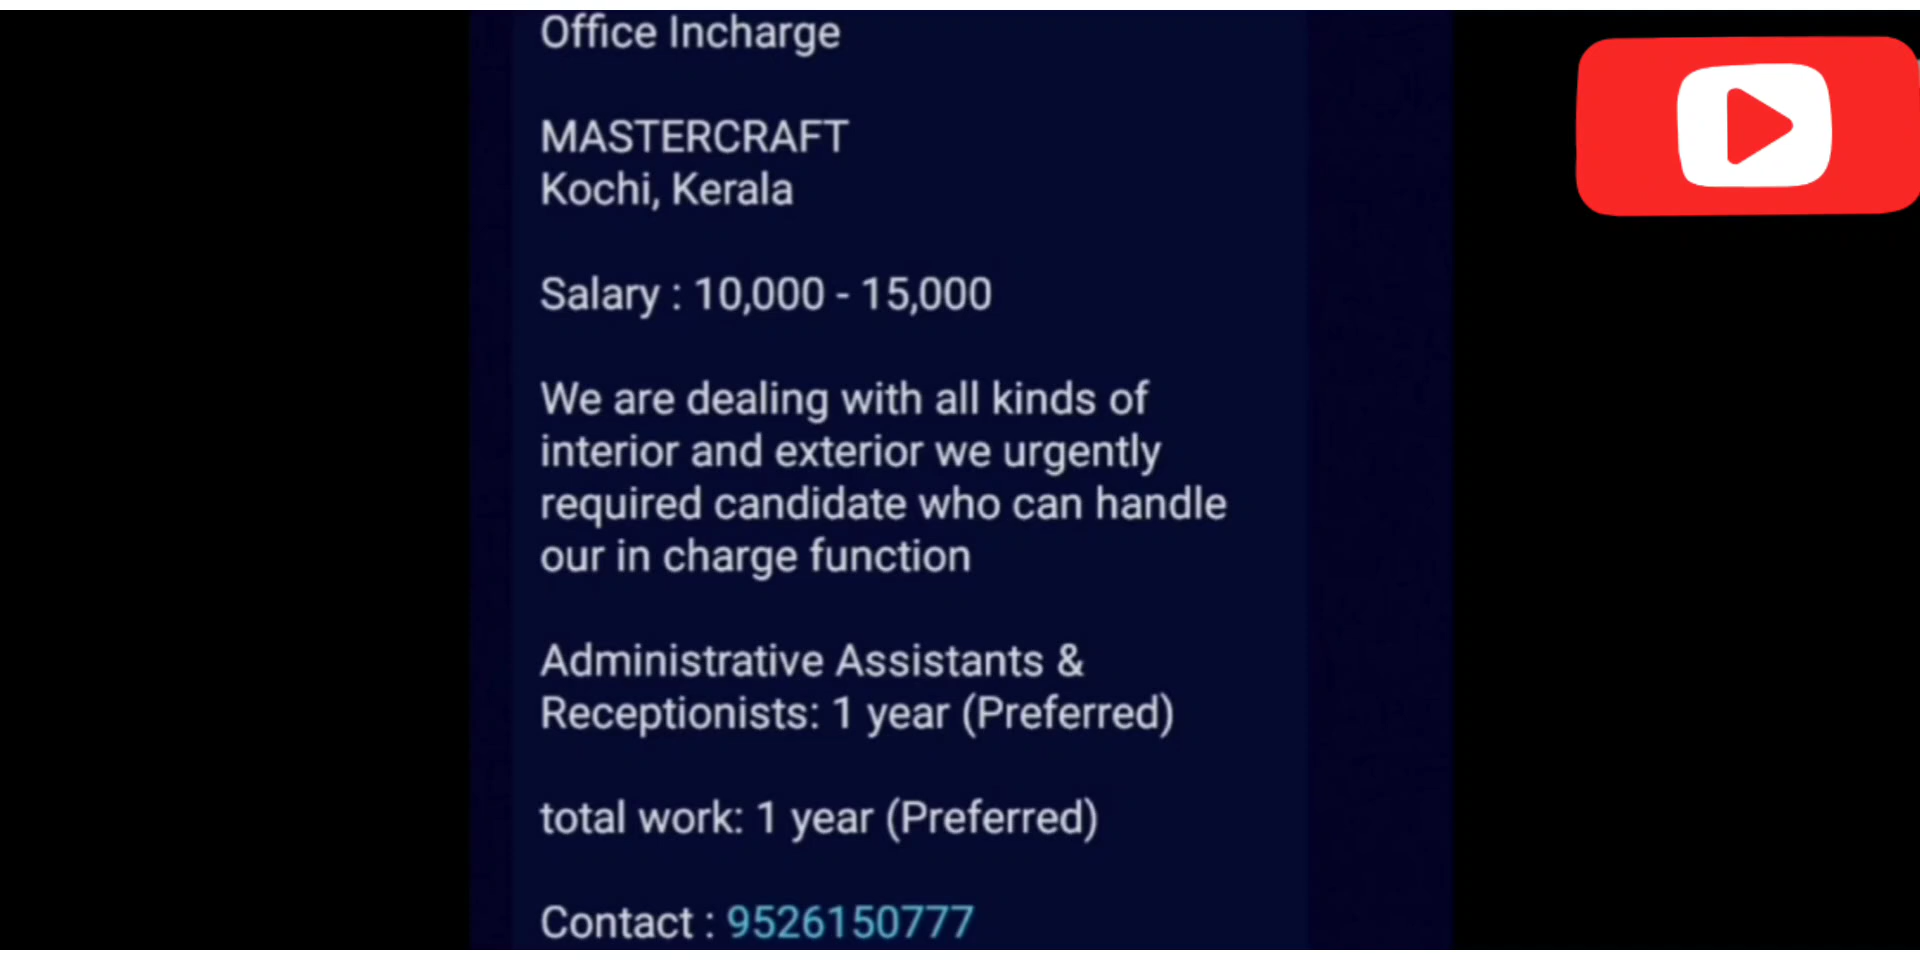 Office Incharge
MASTERCRAFT
Kochi, Kerala
Salary : 10,000 - 15,000
We are dealing with all kinds of
interior and exterior we urgently
required candidate who can handle
our in charge function
Administrative Assistants &
Receptionists: 1 year (Preferred)
total work: 1 year (Preferred)
Contact : 9526150777